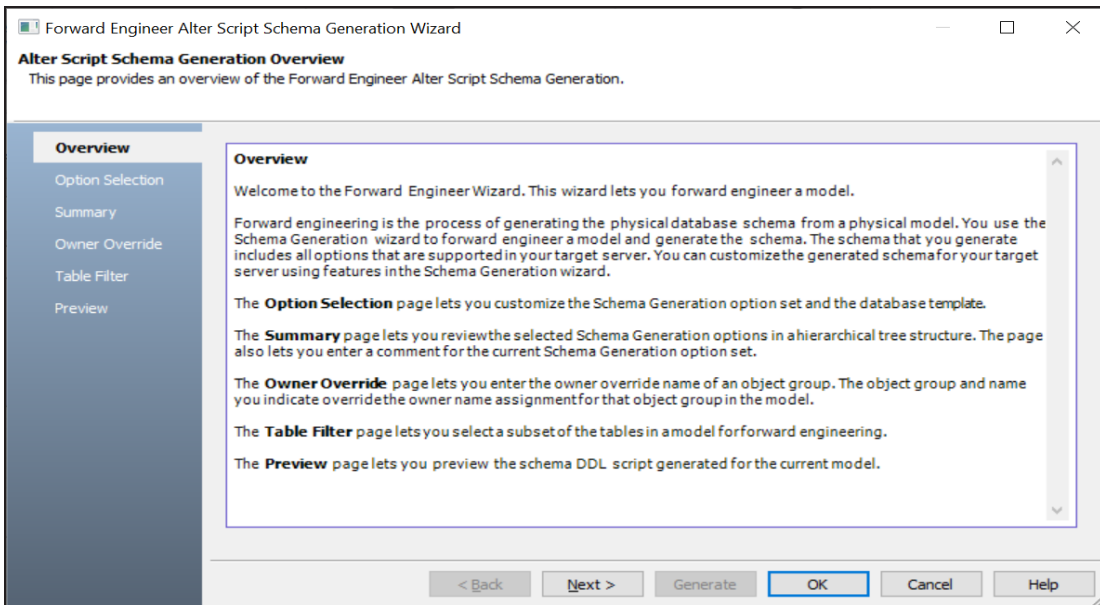 Forward Engineer Alter Script Schema Generation Wizard
Alter Script Schema Generation Overview
This page provides an overview of the Forward Engineer Alter Script Schema Generation.
Overview
Option Selection
Summary
Owner Override
Table Filter
Preview
Overview
Welcome to the Forward Engineer Wizard. This wizard lets you forward engineer a model.
Forward engineering is the process of generating the physical database schema from a physical model. You use the
Schema Generation wizard to forward engineer a model and generate the schema. The schema that you generate
includes all options that are supported in your target server. You can customize the generated schema for your target
server using features in the Schema Generation wizard.
The Option Selection page lets you customize the Schema Generation option set and the database template.
The Summary page lets you review the selected Schema Generation options in a hierarchical tree structure. The page
also lets you enter a comment for the current Schema Generation option set.
The Owner Override page lets you enter the owner override name of an object group. The object group and name
you indicate override the owner name assignment for that object group in the model.
The Table Filter page lets you select a subset of the tables in a model for forward engineering.
The Preview page lets you preview the schema DDL script generated for the current model.
< Back
Next >
Generate
OK
Cancel
Help